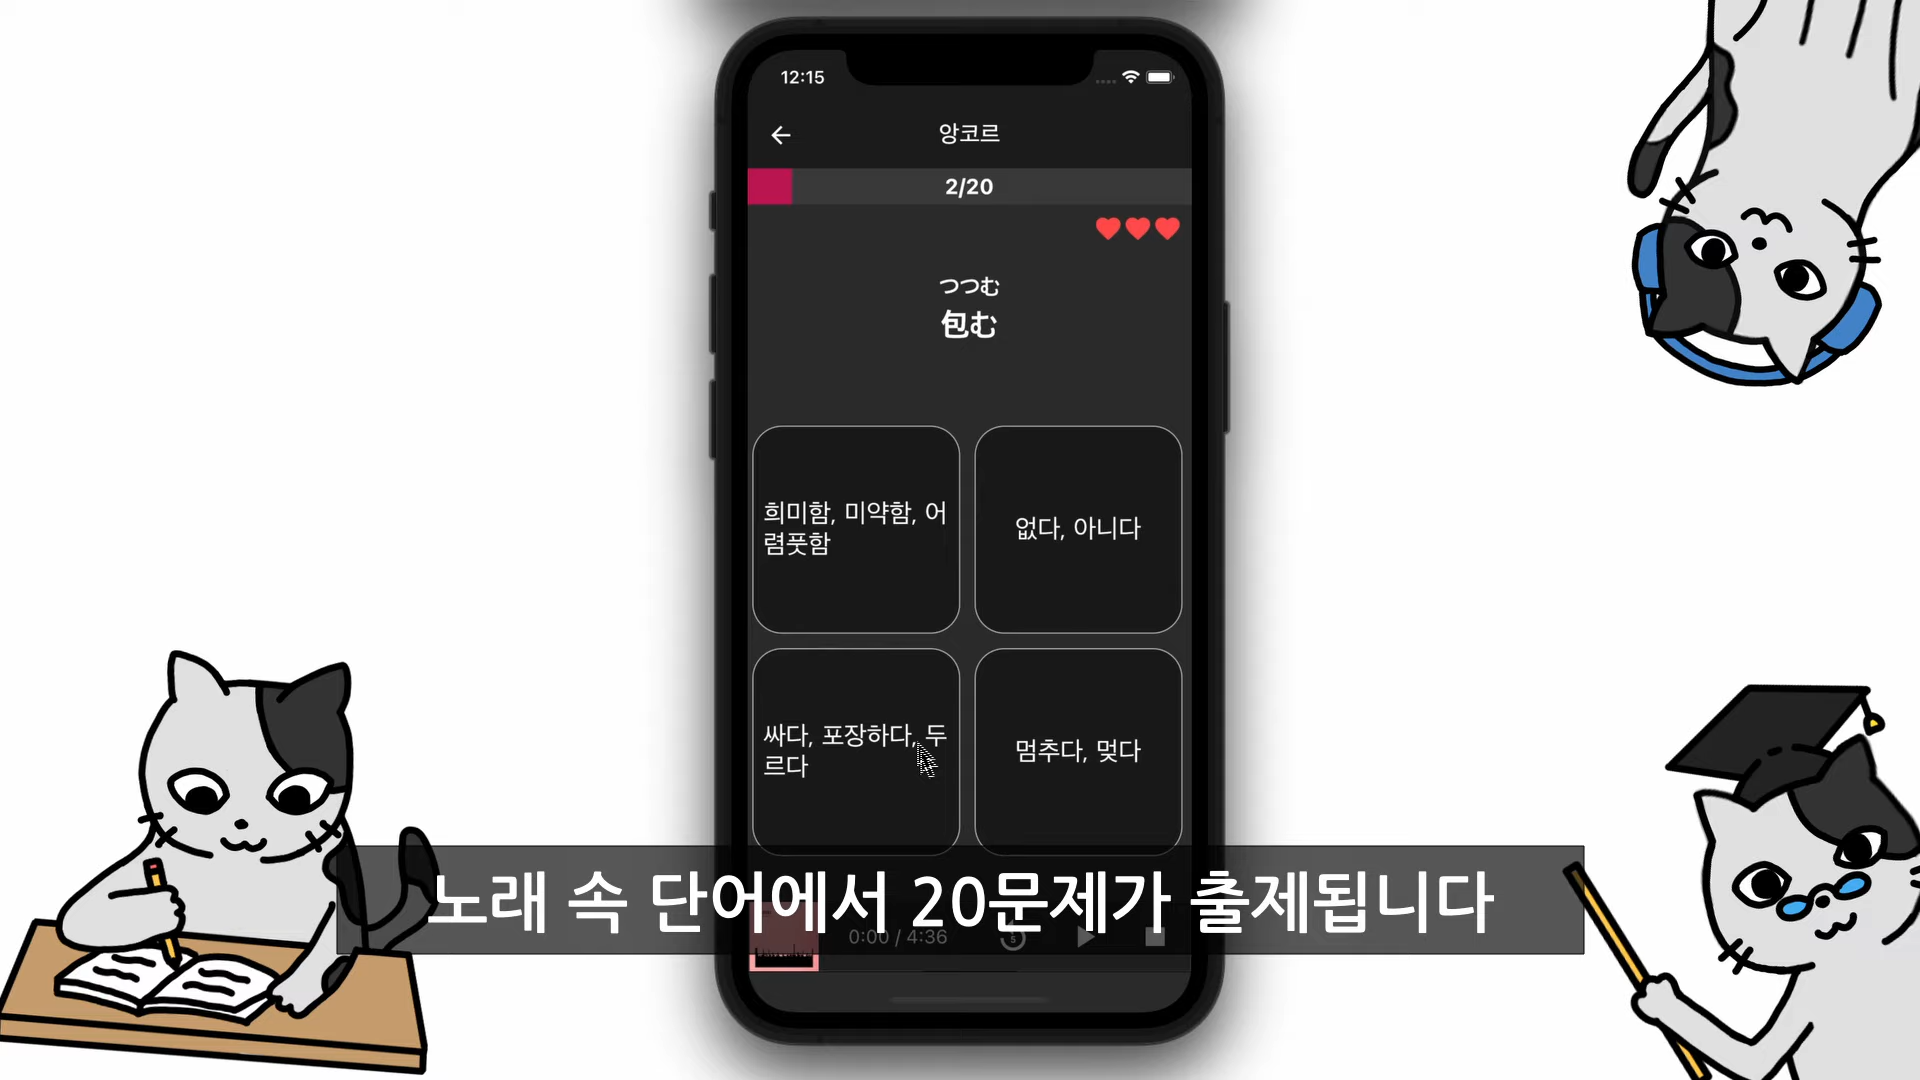 12:15
앙코르
2/20
つつむ
包む
희미함, 미약함, 어
렴풋함
없다, 아니다
싸다, 포장하다, 두
르다
멈추다, 멎다
노래 속 단어에서 20문제가 출제됩니다
0:00 / 4:36
5